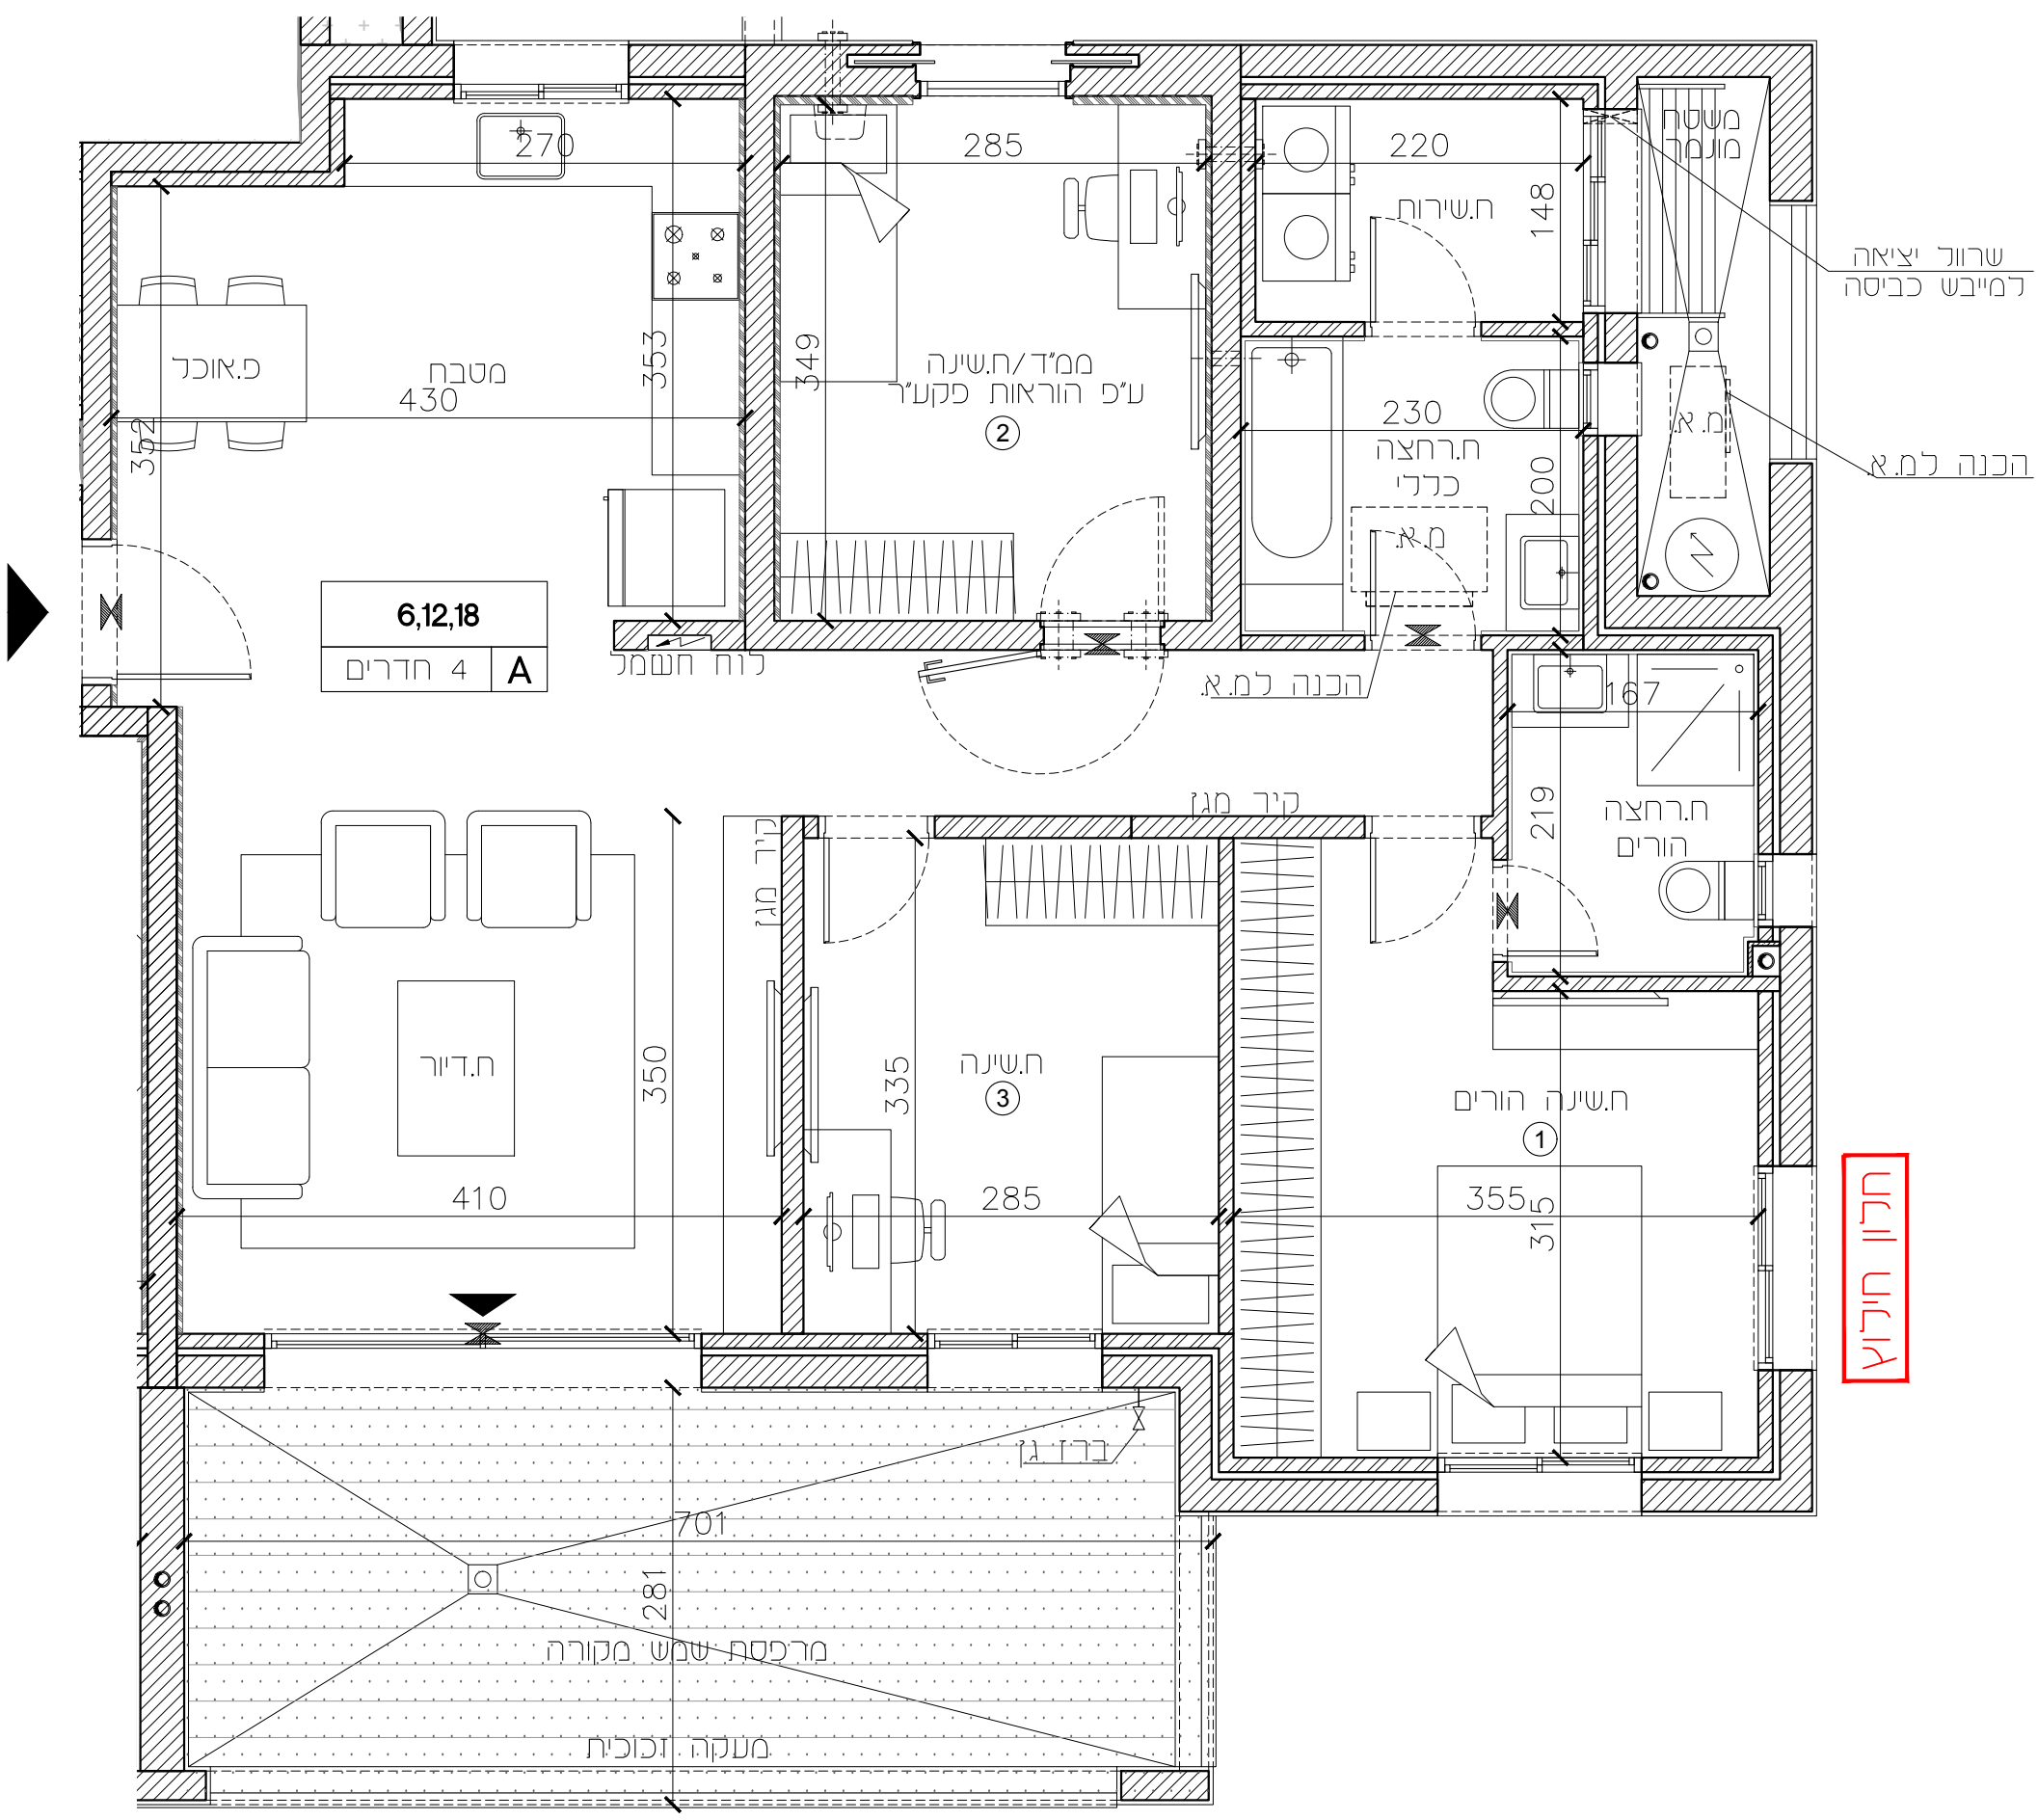 270
285
220
משטח
מונמך
ח.שירות
148
שרוול יציאה
למייבש כביסה
פ.אוכל
מטבח
430
353
352
349
ממ"ד/ח.שינה
ע"פ הוראות פקע"ר
2
230
ח.רחצה
כללי
200
מ.א.
מ.א.
הכנה למ.א.
6,12,18
4 חדרים
A
לוח חשמל
הכנה למ.א.
167
219
ח.רחצה
הורים
קיר מגן
קיר מגן
ח.דיור
350
335
ח.שינה
3
ח.שינה הורים
1
410
285
355
315
חלון חילוץ
ברז גן
701
281
מרפסת שמש מקורה
מעקה זכוכית